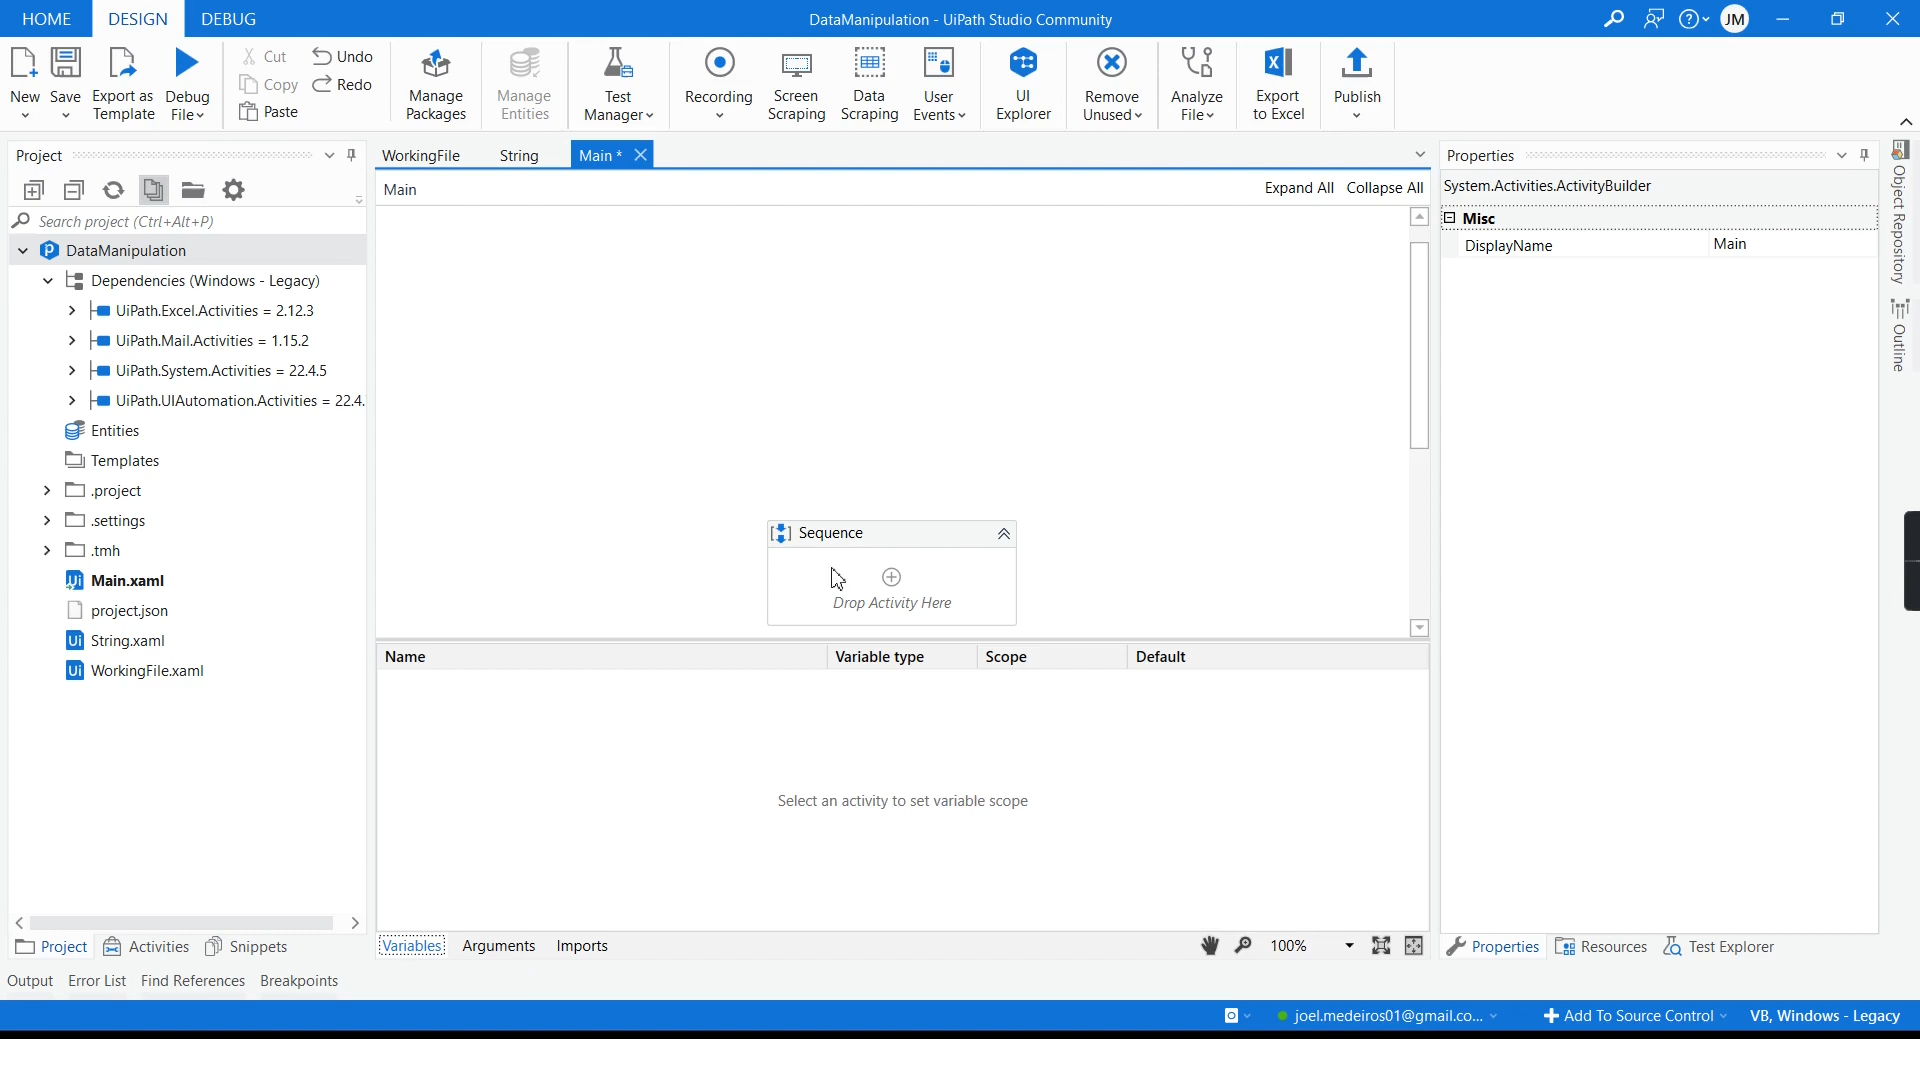 HOME DESIGN DEBUG DataManipulation - UiPath Studio Community JM
New Save Export as Template Debug File Cut Copy Paste Undo Redo Manage Packages Manage Entities Test Manager Recording Screen Scraping Data Scraping User Events UI Explorer Remove Unused Analyze File Export to Excel Publish
Project
Search project (Ctrl+Alt+P)
DataManipulation
Dependencies (Windows - Legacy)
UiPath.Excel.Activities = 2.12.3
UiPath.Mail.Activities = 1.15.2
UiPath.System.Activities = 22.4.5
UiPath.UIAutomation.Activities = 22.4.
Entities
Templates
.project
.settings
.tmh
Main.xaml
project.json
String.xaml
WorkingFile.xaml
Project Activities Snippets
WorkingFile String Main *
Main Expand All Collapse All
Sequence
Drop Activity Here
Name Variable type Scope Default
Select an activity to set variable scope
Variables Arguments Imports 100%
Properties
System.Activities.ActivityBuilder
Misc
DisplayName Main
Properties Resources Test Explorer
Object Repository
Outline
Output Error List Find References Breakpoints
joel.medeiros01@gmail.co... Add To Source Control VB, Windows - Legacy